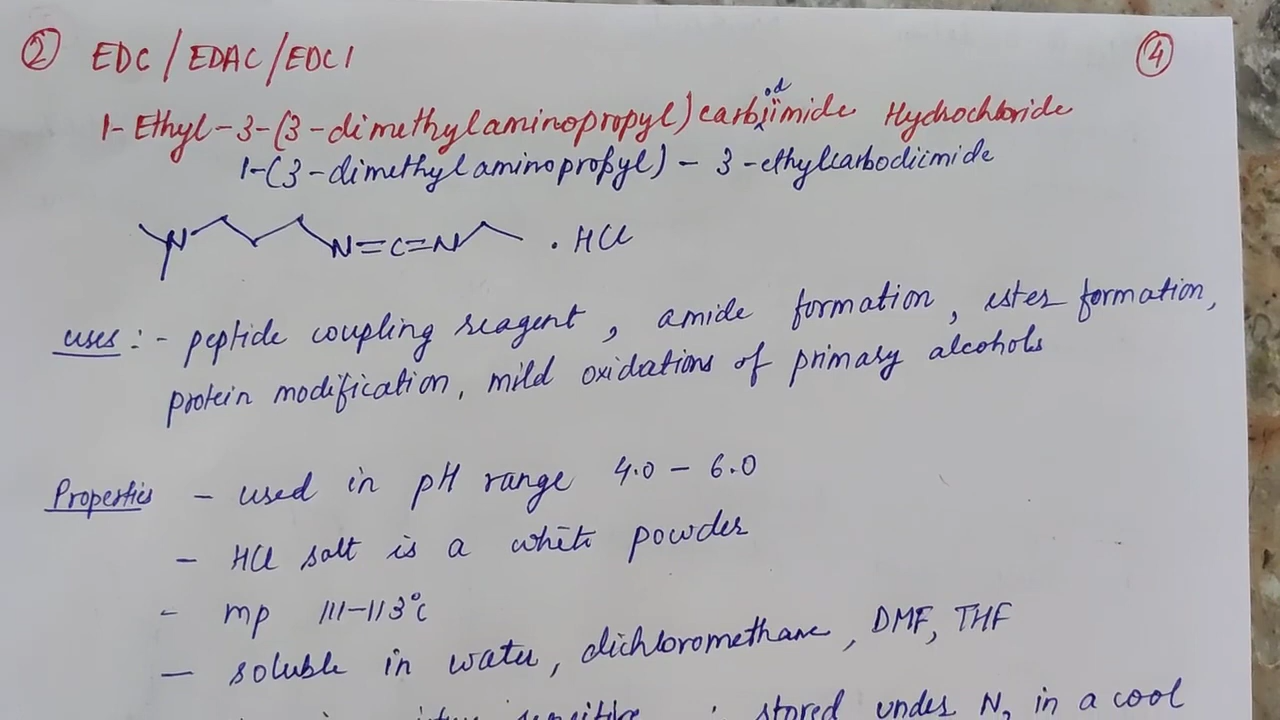 ② EDC/EDAC/EDCI
④
1-Ethyl-3-(3-dimethylaminopropyl)carbodiimide Hydrochloride
1-(3-dimethylaminopropyl) - 3-ethylcarbodiimide
N N=C=N . HCl
uses :- peptide coupling reagent, amide formation, ester formation,
protein modification, mild oxidations of primary alcohols
Properties - used in pH range 4.0 - 6.0
- HCl salt is a white powder
- mp 111-113°C
- soluble in water, dichloromethane, DMF, THF
sensitive stored under N2 in a cool